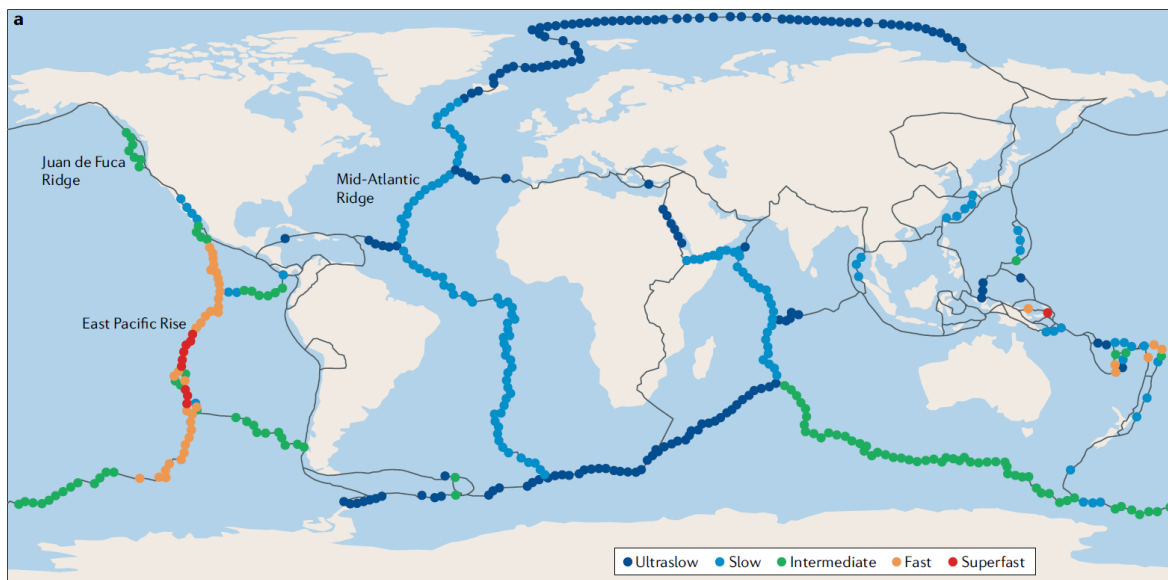 a
Juan de Fuca
Ridge
Mid-Atlantic
Ridge
East Pacific Rise
Ultraslow Slow Intermediate Fast Superfast